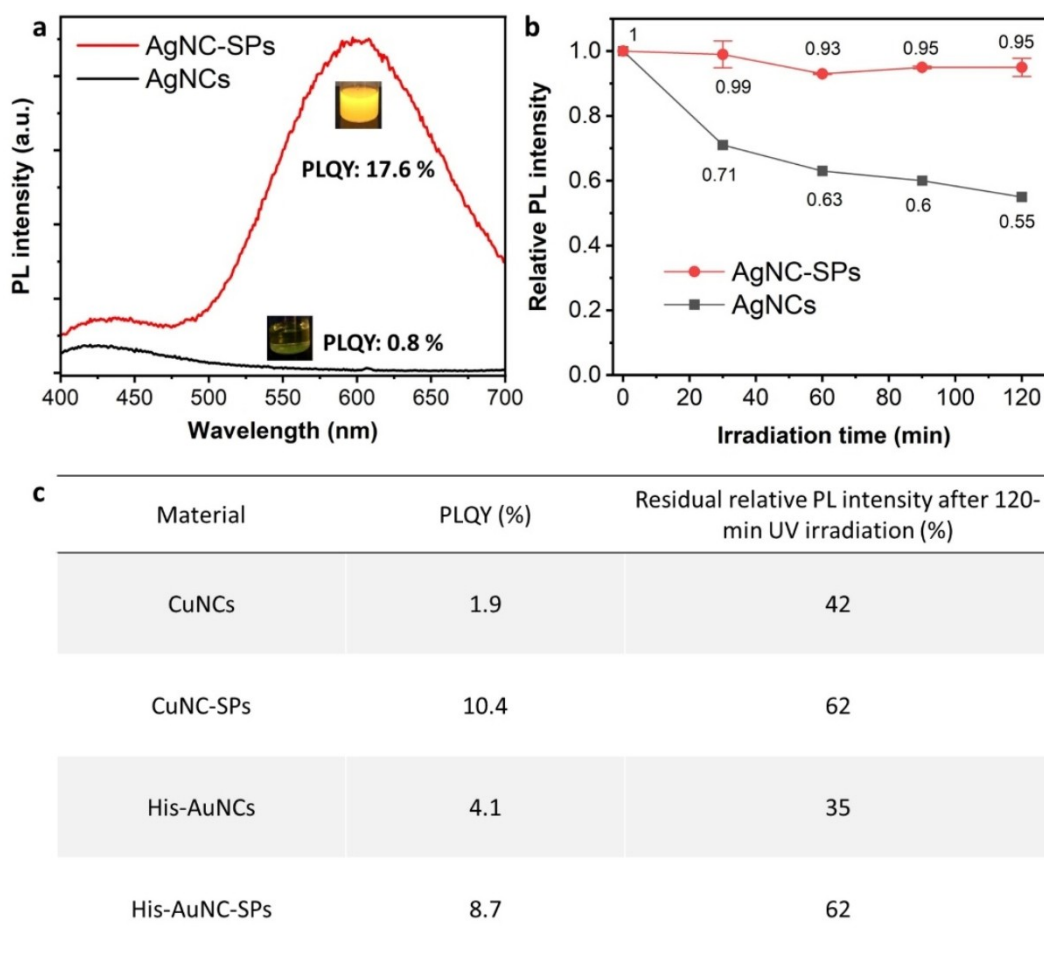 a
AgNC-SPs
AgNCs
PLQY: 17.6 %
PLQY: 0.8 %
PL intensity (a.u.)
400 450 500 550 600 650 700
Wavelength (nm)
b
1.0
0.8
0.6
0.4
0.2
0.0
1
0.99
0.93
0.95
0.95
0.71
0.63
0.6
0.55
AgNC-SPs
AgNCs
Relative PL intensity
0 20 40 60 80 100 120
Irradiation time (min)
c
Material PLQY (%) Residual relative PL intensity after 120-
min UV irradiation (%)
CuNCs 1.9 42
CuNC-SPs 10.4 62
His-AuNCs 4.1 35
His-AuNC-SPs 8.7 62